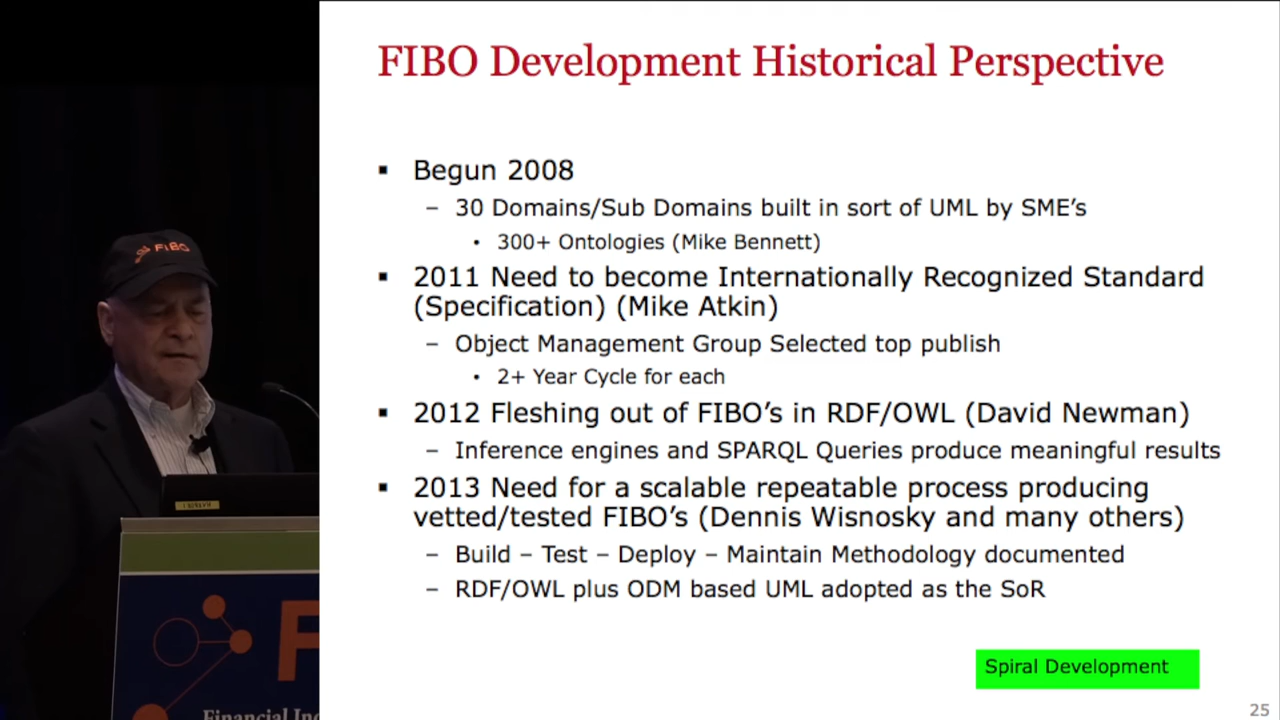 FIBO Development Historical Perspective
▪ Begun 2008
– 30 Domains/Sub Domains built in sort of UML by SME's
• 300+ Ontologies (Mike Bennett)
▪ 2011 Need to become Internationally Recognized Standard
(Specification) (Mike Atkin)
– Object Management Group Selected top publish
• 2+ Year Cycle for each
▪ 2012 Fleshing out of FIBO's in RDF/OWL (David Newman)
– Inference engines and SPARQL Queries produce meaningful results
▪ 2013 Need for a scalable repeatable process producing
vetted/tested FIBO's (Dennis Wisnosky and many others)
– Build – Test – Deploy – Maintain Methodology documented
– RDF/OWL plus ODM based UML adopted as the SoR
Spiral Development
25
FIBO
F
Financial